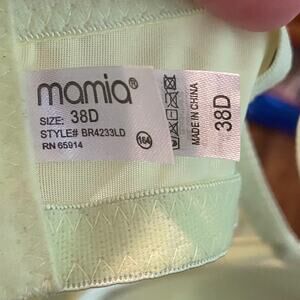 mamia®
SIZE: 38D
STYLE# BR4233LD
RN 65914
164
MADE IN CHINA
38D